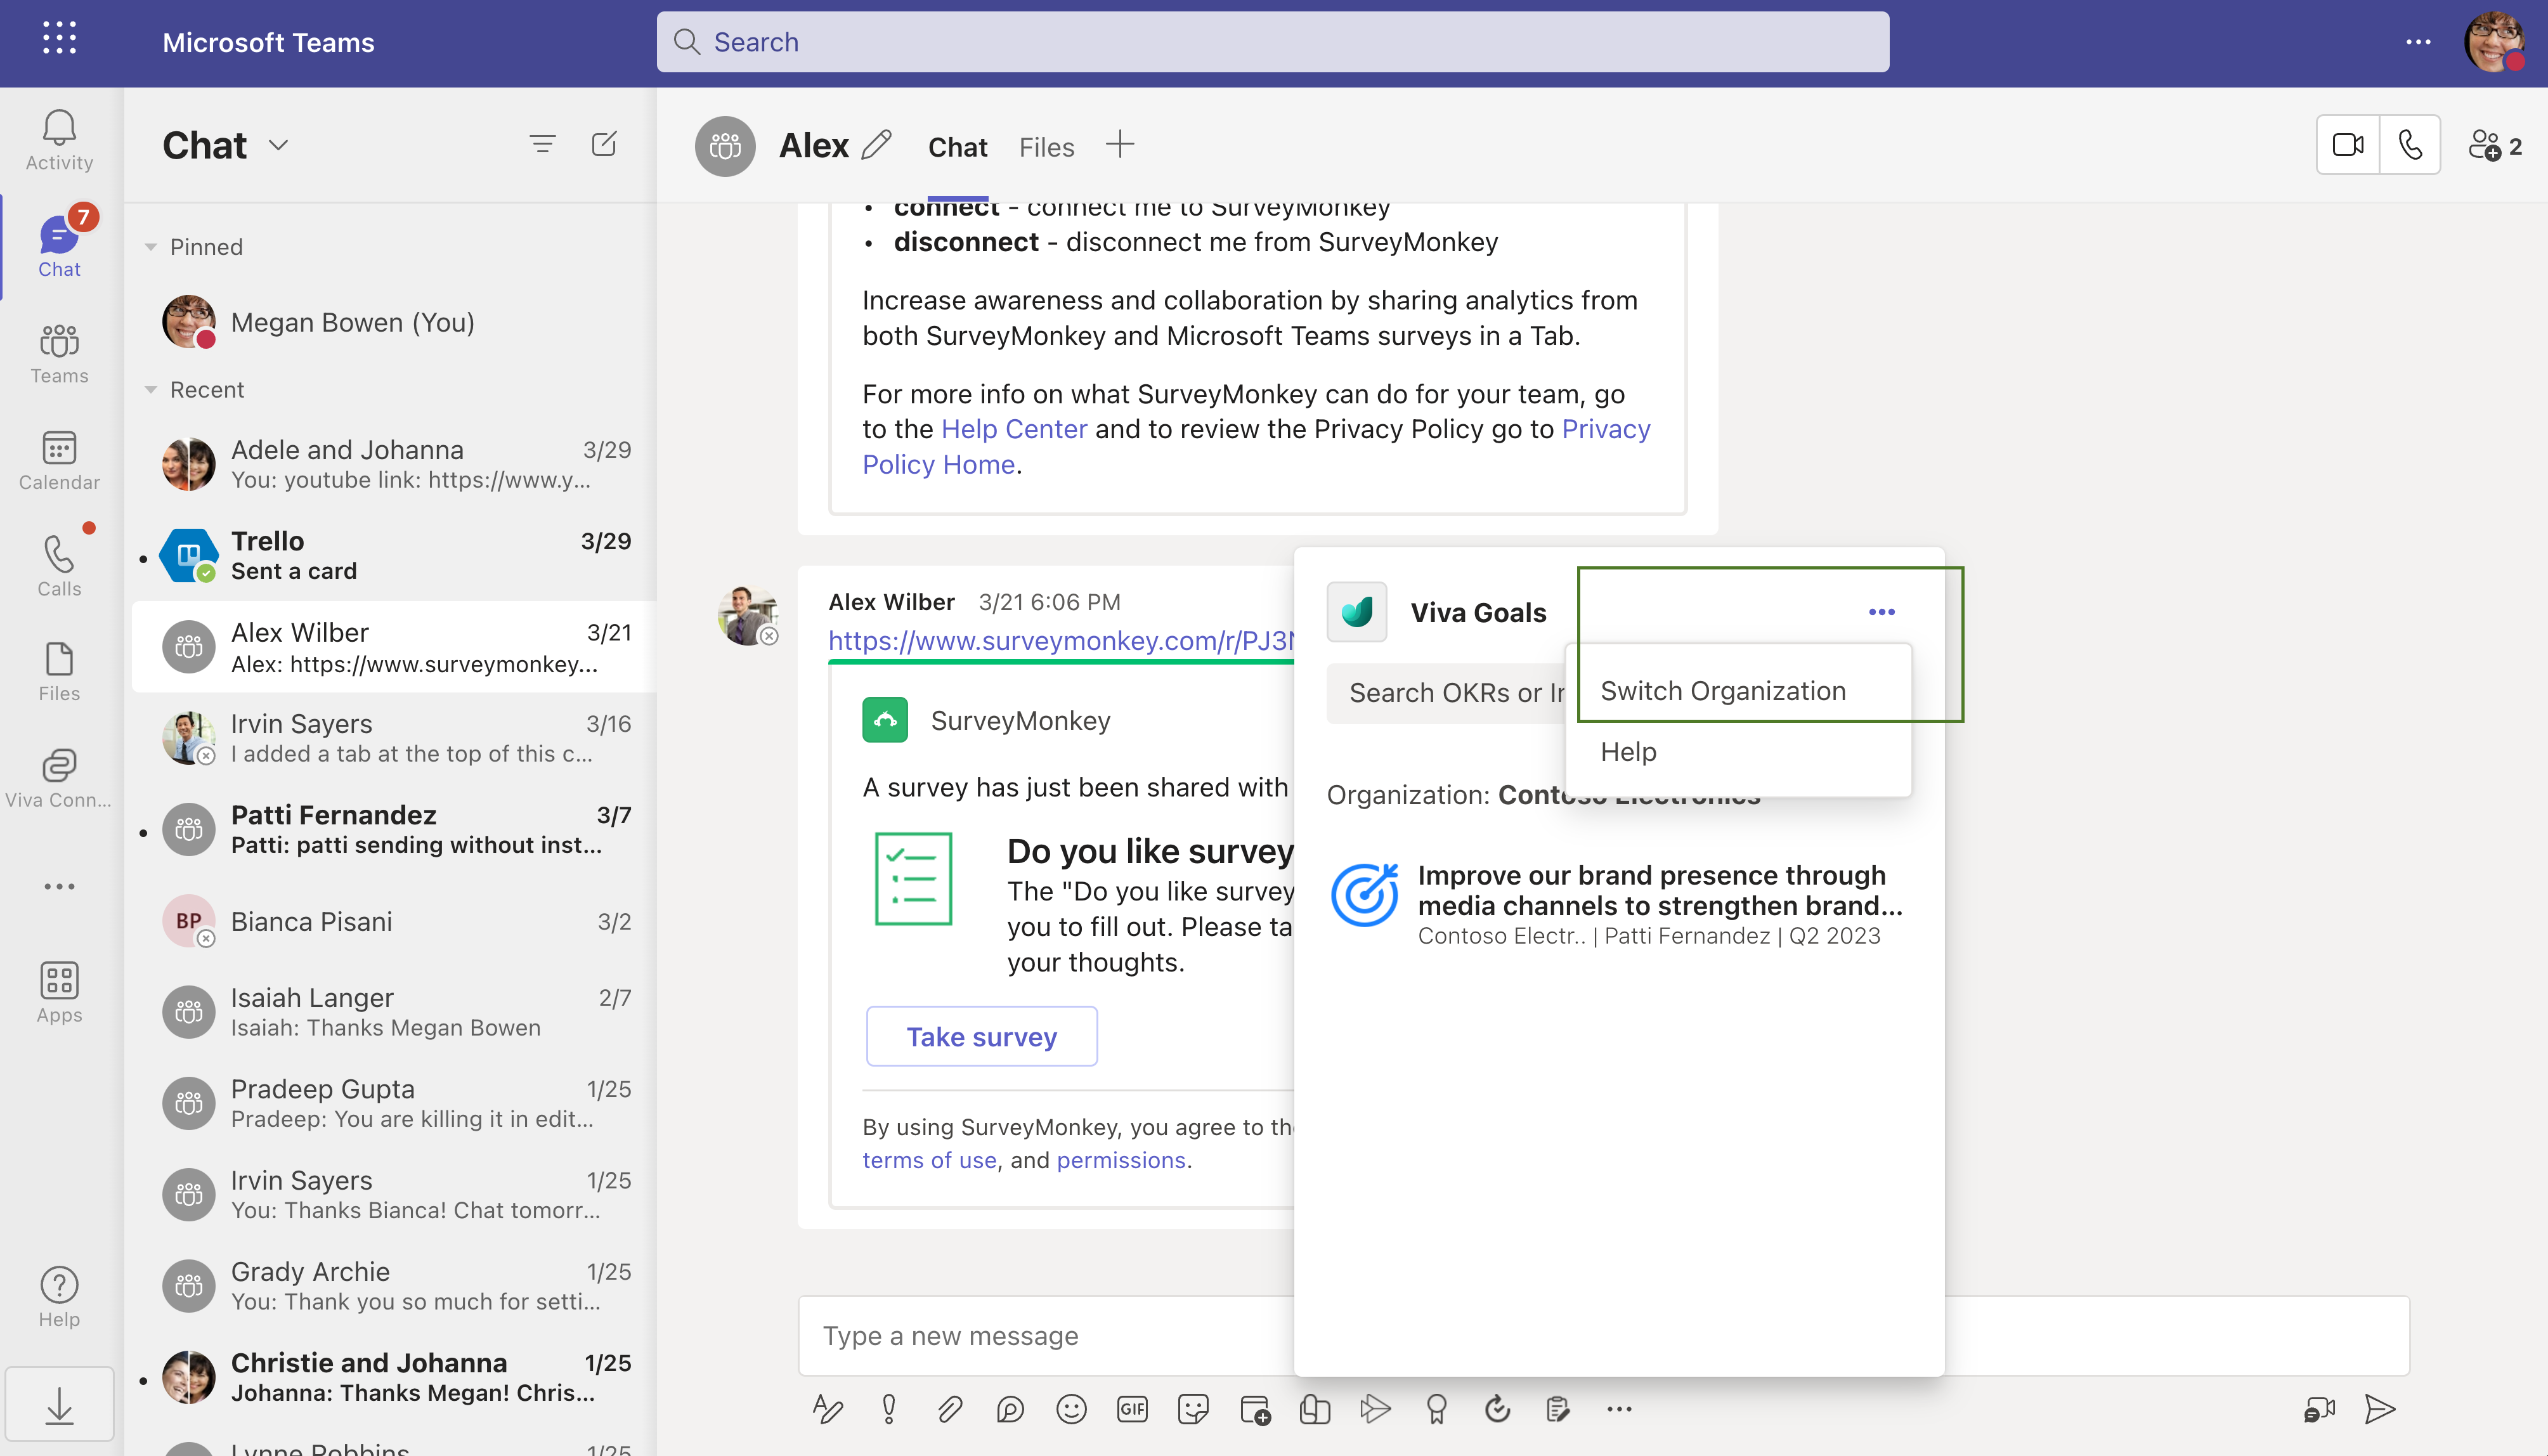 Microsoft Teams
Search
Activity
7
Chat
Teams
Calendar
Calls
Files
Viva Conn...
Apps
Help
Chat
Pinned
Megan Bowen (You)
Recent
Adele and Johanna 3/29
You: youtube link: https://www.y...
Trello 3/29
Sent a card
Alex Wilber 3/21
Alex: https://www.surveymonkey...
Irvin Sayers 3/16
I added a tab at the top of this c...
Patti Fernandez 3/7
Patti: patti sending without inst...
BP Bianca Pisani 3/2
Isaiah Langer 2/7
Isaiah: Thanks Megan Bowen
Pradeep Gupta 1/25
Pradeep: You are killing it in edit...
Irvin Sayers 1/25
You: Thanks Bianca! Chat tomorr...
Grady Archie 1/25
You: Thank you so much for setti...
Christie and Johanna 1/25
Johanna: Thanks Megan! Chris...
Lynne Robbins 1/25
Alex Chat Files 2
• connect - connect me to SurveyMonkey
• disconnect - disconnect me from SurveyMonkey
Increase awareness and collaboration by sharing analytics from
both SurveyMonkey and Microsoft Teams surveys in a Tab.
For more info on what SurveyMonkey can do for your team, go
to the Help Center and to review the Privacy Policy go to Privacy
Policy Home.
Alex Wilber 3/21 6:06 PM
https://www.surveymonkey.com/r/PJ3
SurveyMonkey
A survey has just been shared with
Do you like survey
The "Do you like survey
you to fill out. Please ta
your thoughts.
Take survey
By using SurveyMonkey, you agree to th
terms of use, and permissions.
Viva Goals
Search OKRs or
Switch Organization
Help
Organization: Contoso Electronics
Improve our brand presence through
media channels to strengthen brand...
Contoso Electr.. | Patti Fernandez | Q2 2023
Type a new message
GIF